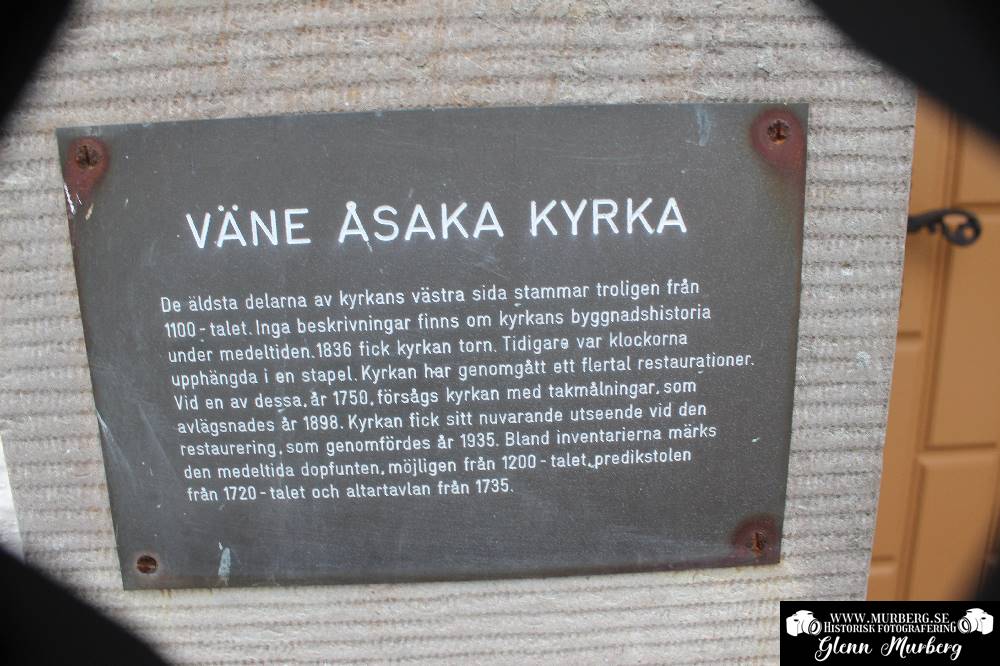 VÄNE ÅSAKA KYRKA
De äldsta delarna av kyrkans västra sida stammar troligen från
1100-talet. Inga beskrivningar finns om kyrkans byggnadshistoria
under medeltiden. 1836 fick kyrkan torn. Tidigare var klockorna
upphängda i en stapel. Kyrkan har genomgått ett flertal restaurationer.
Vid en av dessa, år 1750, försågs kyrkan med takmålningar, som
avlägsnades år 1898. Kyrkan fick sitt nuvarande utseende vid den
restaurering, som genomfördes år 1935. Bland inventarierna märks
den medeltida dopfunten, möjligen från 1200-talet, predikstolen
från 1720-talet och altartavlan från 1735.
WWW.MURBERG.SE
HISTORISK FOTOGRAFERING
Glenn Murberg